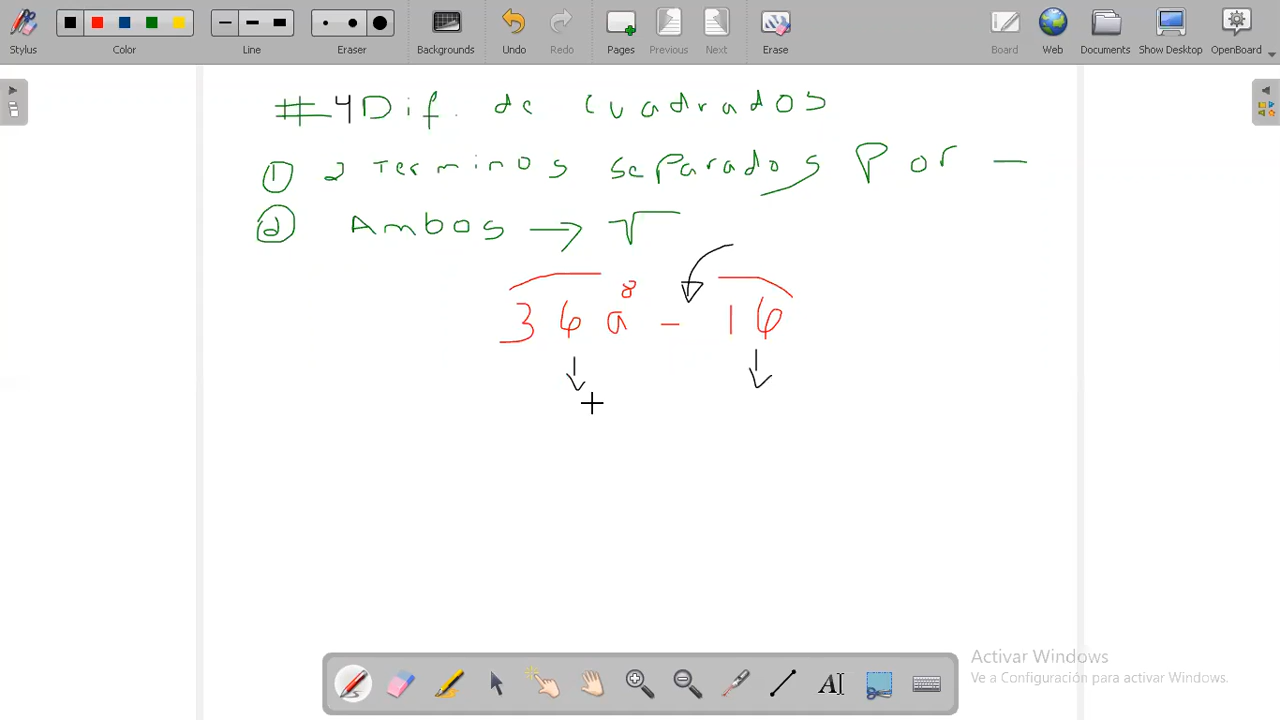 Stylus Color Line Eraser Backgrounds Undo Redo Pages Previous Next Erase Board Web Documents Show Desktop OpenBoard
#4 Dif. de cuadrados
① 2 Terminos separados Por —
② Ambos → √
36a⁸ - 16
Activar Windows
Ve a Configuración para activar Windows.